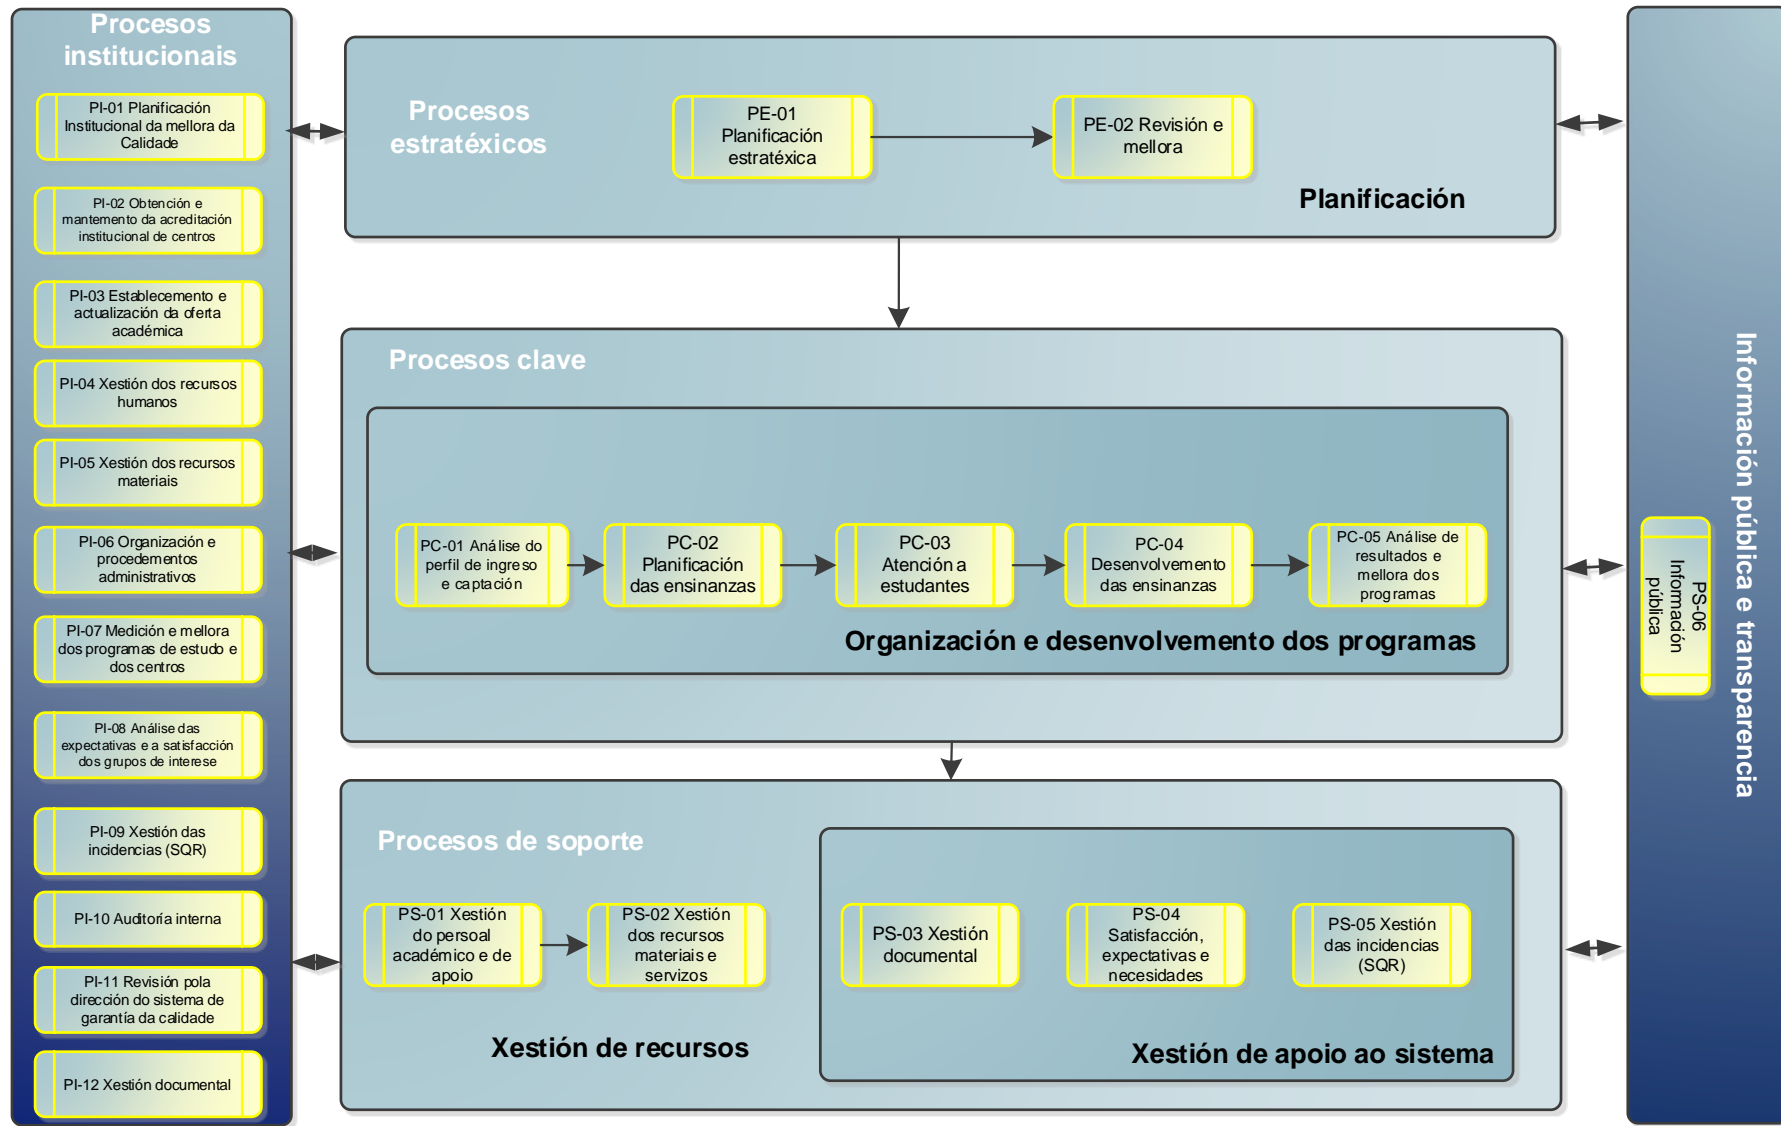 Procesos
institucionais
PI-01 Planificación
Institucional da mellora da
Calidade
PI-02 Obtención e
mantemento da acreditación
institucional de centros
PI-03 Establecemento e
actualización da oferta
académica
PI-04 Xestión dos recursos
humanos
PI-05 Xestión dos recursos
materiais
PI-06 Organización e
procedementos
administrativos
PI-07 Medición e mellora
dos programas de estudo e
dos centros
PI-08 Análise das
expectativas e a satisfacción
dos grupos de interese
PI-09 Xestión das
incidencias (SQR)
PI-10 Auditoría interna
PI-11 Revisión pola
dirección do sistema de
garantía da calidade
PI-12 Xestión documental
Procesos
estratéxicos
PE-01
Planificación
estratéxica
PE-02 Revisión e
mellora
Planificación
Procesos clave
PC-01 Análise do
perfil de ingreso
e captación
PC-02
Planificación
das ensinanzas
PC-03
Atención a
estudantes
PC-04
Desenvolvemento
das ensinanzas
PC-05 Análise de
resultados e
mellora dos
programas
Organización e desenvolvemento dos programas
Procesos de soporte
PS-01 Xestión
do persoal
académico e de
apoio
PS-02 Xestión
dos recursos
materiais e
servizos
Xestión de recursos
PS-03 Xestión
documental
PS-04
Satisfacción,
expectativas e
necesidades
PS-05 Xestión
das incidencias
(SQR)
Xestión de apoio ao sistema
Información pública e transparencia
PS-06
Información
pública